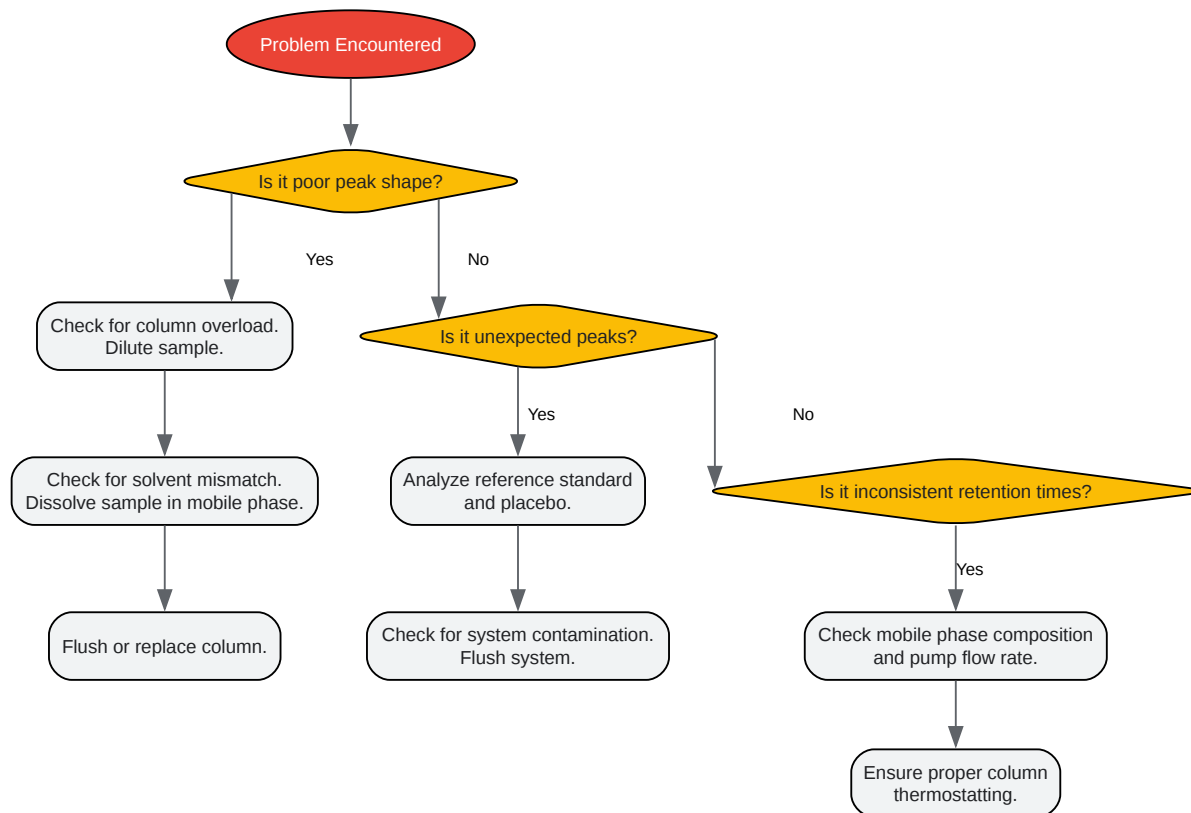 Problem Encountered
Is it poor peak shape?
Yes
No
Check for column overload.
Dilute sample.
Is it unexpected peaks?
Yes
No
Check for solvent mismatch.
Dissolve sample in mobile phase.
Analyze reference standard
and placebo.
Is it inconsistent retention times?
Yes
Flush or replace column.
Check for system contamination.
Flush system.
Check mobile phase composition
and pump flow rate.
Ensure proper column
thermostatting.